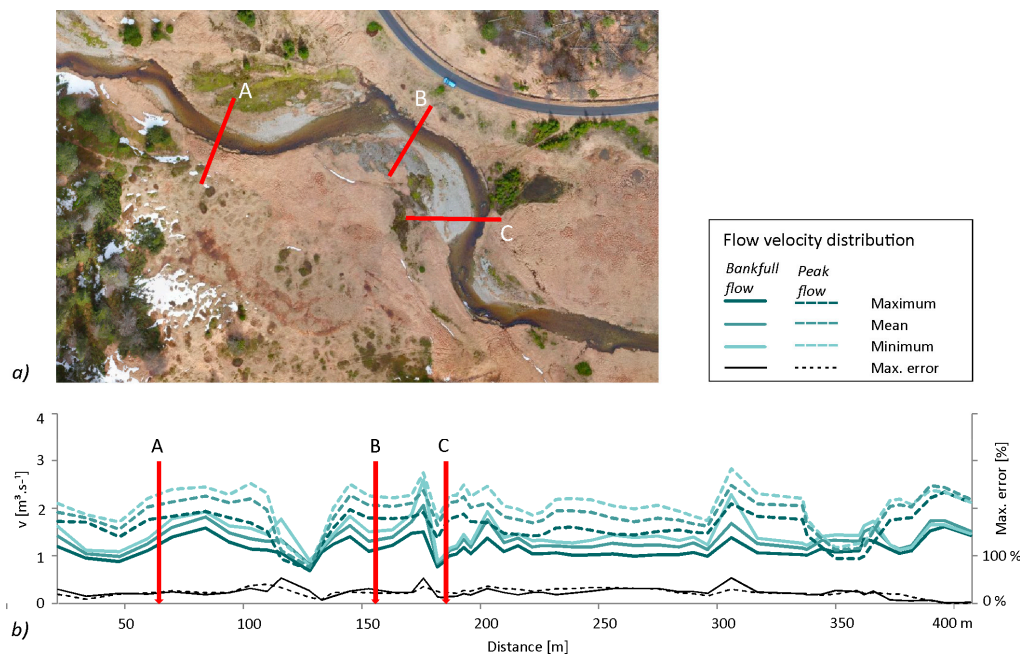 A
B
C
a)
Flow velocity distribution
Bankfull flow
Peak flow
Maximum
Mean
Minimum
Max. error
b)
4
3
2
1
0
v [m³.s⁻¹]
A
B
C
Max. error [%]
100 %
0 %
50
100
150
200
250
300
350
400 m
Distance [m]